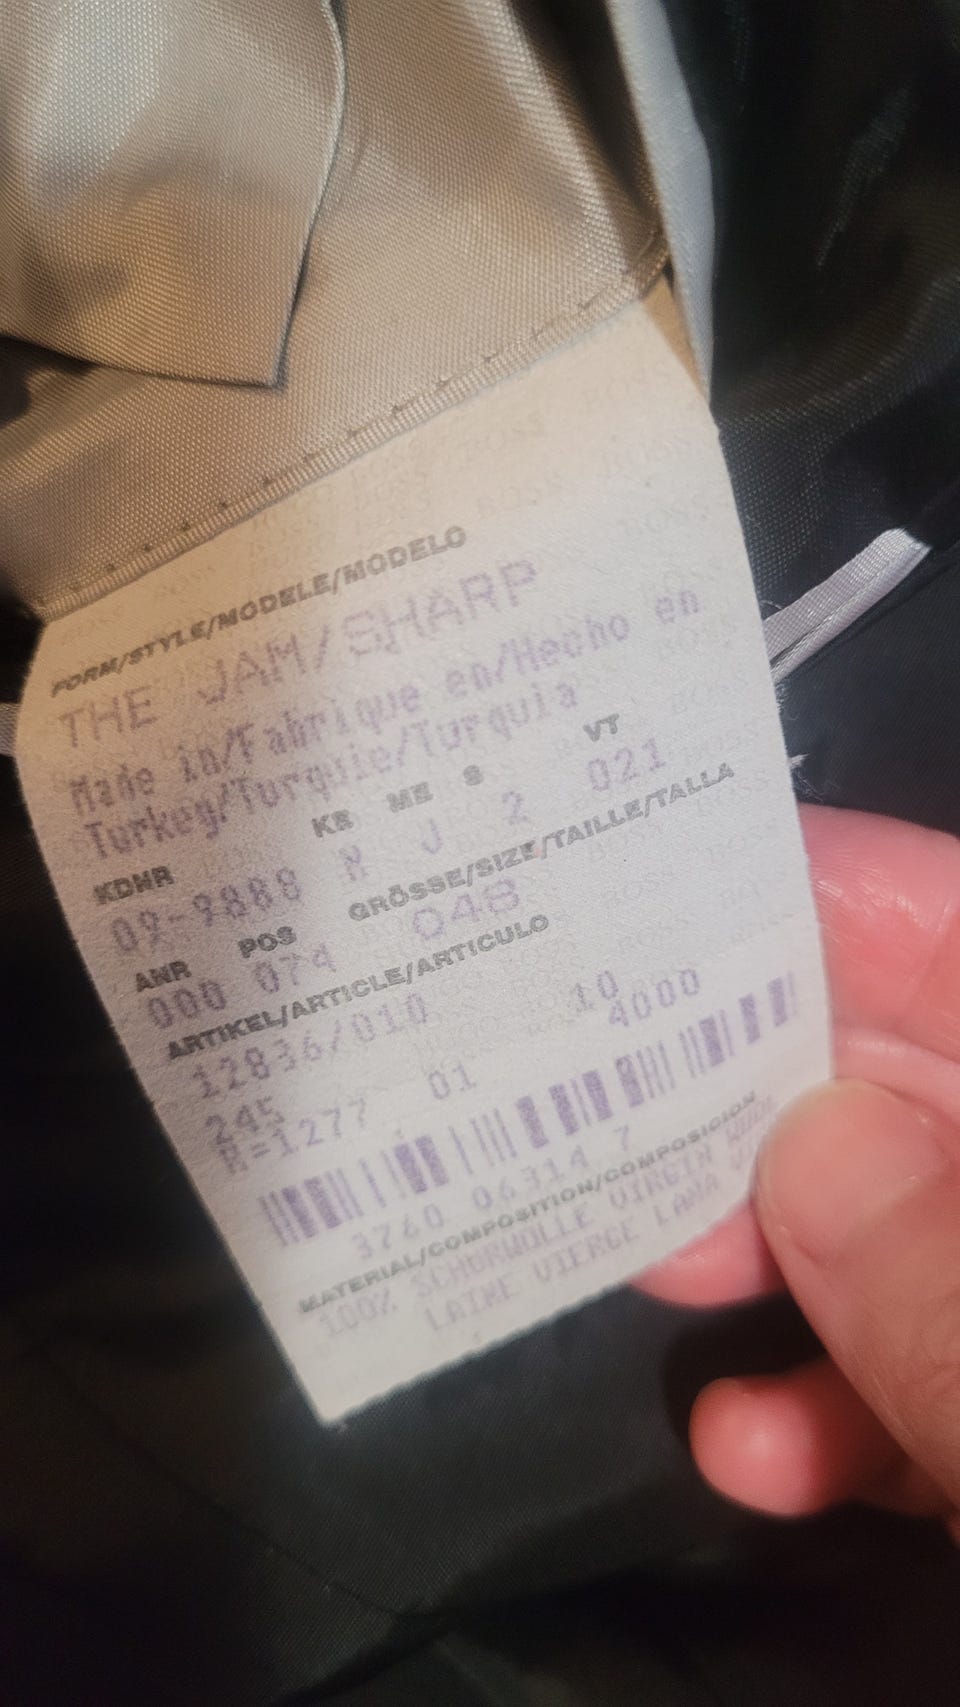 FORM/STYLE/MODELE/MODELO
THE JAM/SHARP
Made in/Fabrique en/Hecho en
Turkey/Turquie/Turquia
KDNR KE ME S VT
09-9888 M J 2 021
ANR POS GRÖSSE/SIZE/TAILLE/TALLA
000 074 048
ARTIKEL/ARTICLE/ARTICULO
12836/010 10
245 4000
R=1277 01
3760 06314 7
MATERIAL/COMPOSITION/COMPOSICION
100% SCHURWOLLE VIRGIN WOOL
LAINE VIERGE LANA